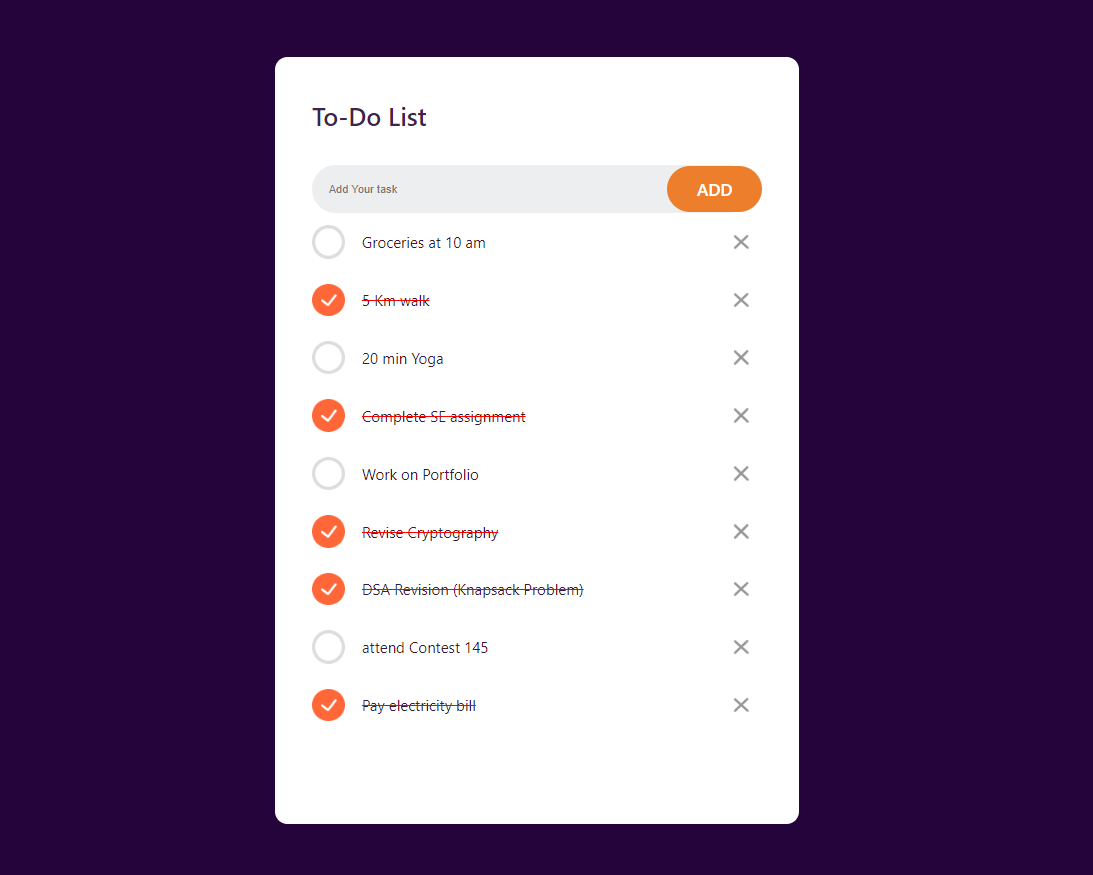 To-Do List
Add Your task
ADD
Groceries at 10 am
5 Km walk
20 min Yoga
Complete SE assignment
Work on Portfolio
Revise Cryptography
DSA Revision (Knapsack Problem)
attend Contest 145
Pay electricity bill